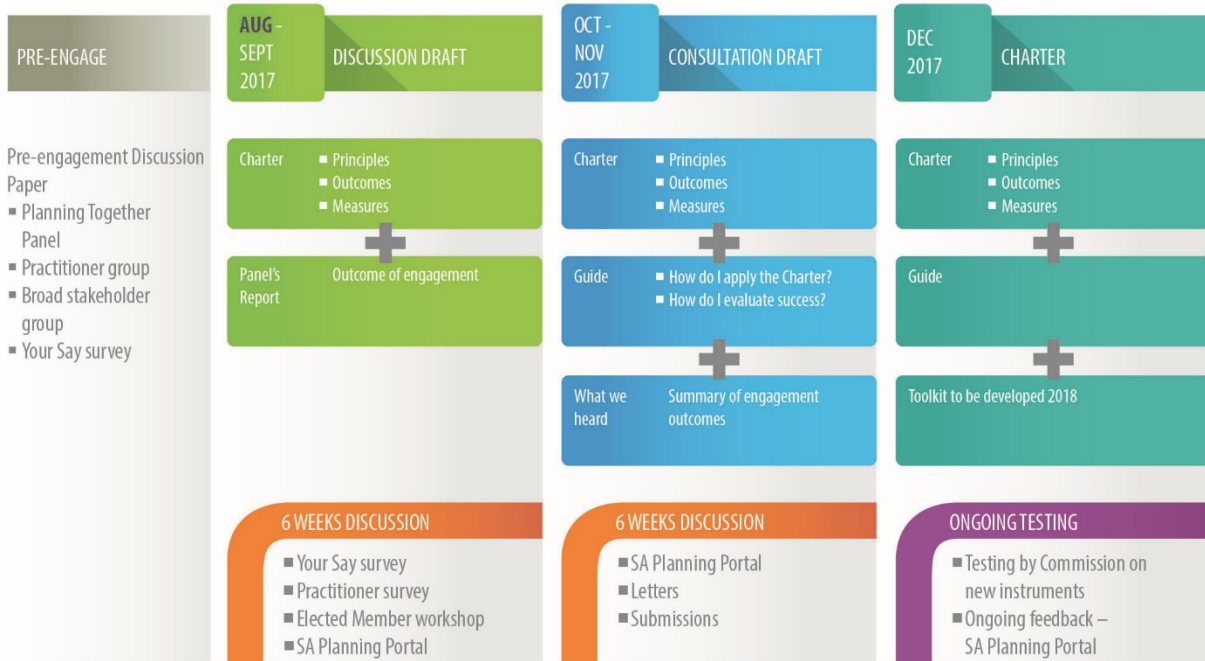 PRE-ENGAGE
Pre-engagement Discussion
Paper
▪ Planning Together
Panel
▪ Practitioner group
▪ Broad stakeholder
group
▪ Your Say survey
AUG -
SEPT
2017
DISCUSSION DRAFT
Charter
▪ Principles
▪ Outcomes
▪ Measures
Panel's
Report
Outcome of engagement
6 WEEKS DISCUSSION
▪ Your Say survey
▪ Practitioner survey
▪ Elected Member workshop
▪ SA Planning Portal
OCT -
NOV
2017
CONSULTATION DRAFT
Charter
▪ Principles
▪ Outcomes
▪ Measures
Guide
▪ How do I apply the Charter?
▪ How do I evaluate success?
What we
heard
Summary of engagement
outcomes
6 WEEKS DISCUSSION
▪ SA Planning Portal
▪ Letters
▪ Submissions
DEC
2017
CHARTER
Charter
▪ Principles
▪ Outcomes
▪ Measures
Guide
Toolkit to be developed 2018
ONGOING TESTING
▪ Testing by Commission on
new instruments
▪ Ongoing feedback –
SA Planning Portal